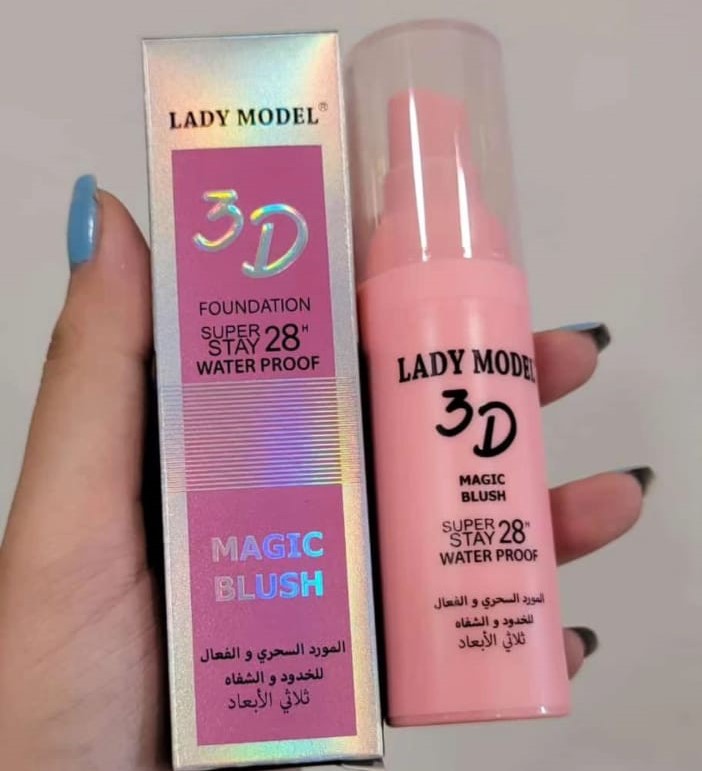 LADY MODEL®
3D
FOUNDATION
SUPER STAY 28H
WATER PROOF
MAGIC
BLUSH
المورد السحري و الفعال
للخدود و الشفاه
ثلاثي الأبعاد
LADY MODEL
3D
MAGIC
BLUSH
SUPER STAY 28H
WATER PROOF
المورد السحري و الفعال
للخدود و الشفاه
ثلاثي الأبعاد